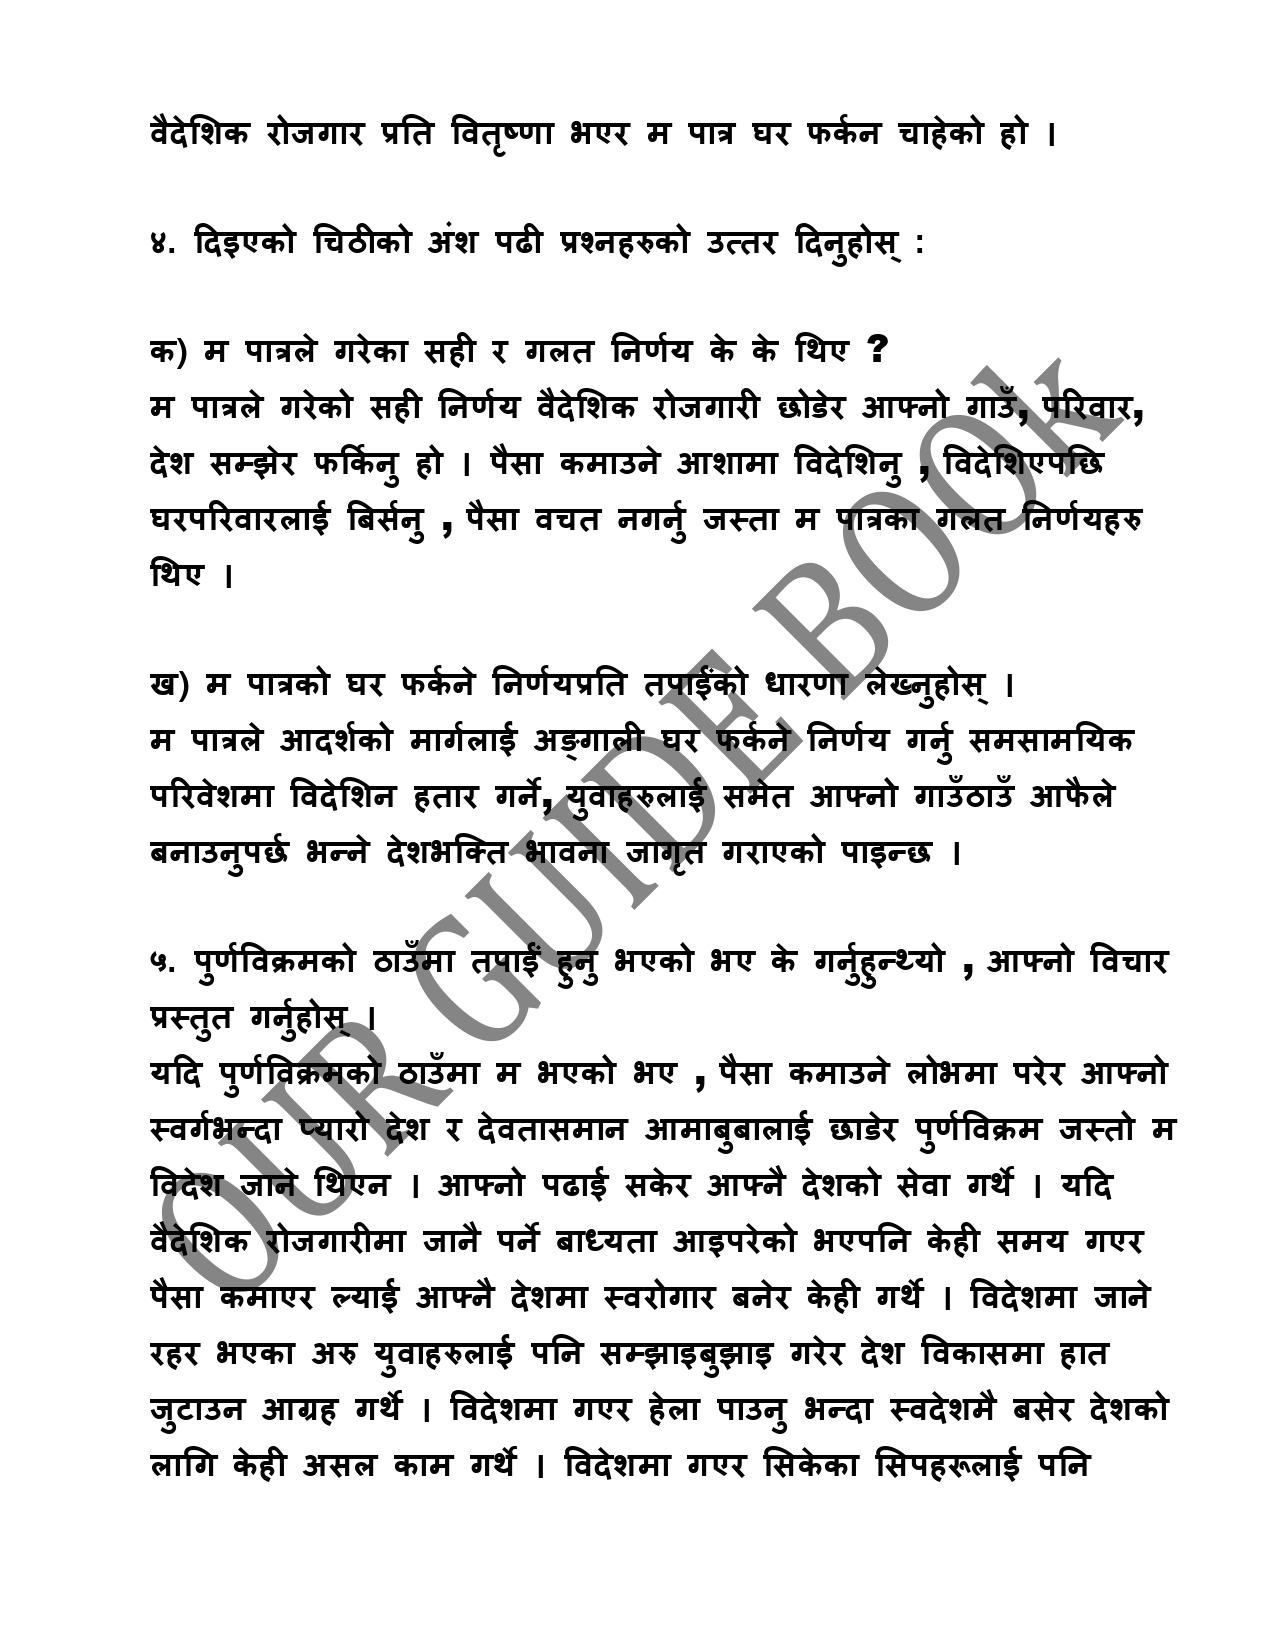 वैदेशिक रोजगार प्रति वितृष्णा भएर म पात्र घर फर्कन चाहेको हो ।
४. दिइएको चिठीको अंश पढी प्रश्नहरुको उत्तर दिनुहोस् :
क) म पात्रले गरेका सही र गलत निर्णय के के थिए ?
म पात्रले गरेको सही निर्णय वैदेशिक रोजगारी छोडेर आफ्नो गाउँ, परिवार,
देश सम्झेर फर्किनु हो । पैसा कमाउने आशामा विदेशिनु , विदेशिएपछि
घरपरिवारलाई बिर्सनु , पैसा वचत नगर्नु जस्ता म पात्रका गलत निर्णयहरु
थिए ।
ख) म पात्रको घर फर्कने निर्णयप्रति तपाईंको धारणा लेख्नुहोस् ।
म पात्रले आदर्शको मार्गलाई अङ्गाली घर फर्कने निर्णय गर्नु समसामयिक
परिवेशमा विदेशिन हतार गर्ने, युवाहरुलाई समेत आफ्नो गाउँठाउँ आफैले
बनाउनुपर्छ भन्ने देशभक्ति भावना जागृत गराएको पाइन्छ ।
५. पुर्णविक्रमको ठाउँमा तपाईं हुनु भएको भए के गर्नुहुन्थ्यो , आफ्नो विचार
प्रस्तुत गर्नुहोस् ।
यदि पुर्णविक्रमको ठाउँमा म भएको भए , पैसा कमाउने लोभमा परेर आफ्नो
स्वर्गभन्दा प्यारो देश र देवतासमान आमाबुबालाई छाडेर पुर्णविक्रम जस्तो म
विदेश जाने थिएन । आफ्नो पढाई सकेर आफ्नै देशको सेवा गर्थे । यदि
वैदेशिक रोजगारीमा जानै पर्ने बाध्यता आइपरेको भएपनि केही समय गएर
पैसा कमाएर ल्याई आफ्नै देशमा स्वरोगार बनेर केही गर्थे । विदेशमा जाने
रहर भएका अरु युवाहरुलाई पनि सम्झाइबुझाइ गरेर देश विकासमा हात
जुटाउन आग्रह गर्थे । विदेशमा गएर हेला पाउनु भन्दा स्वदेशमै बसेर देशको
लागि केही असल काम गर्थे । विदेशमा गएर सिकेका सिपहरूलाई पनि
OUR GUIDE BOOk